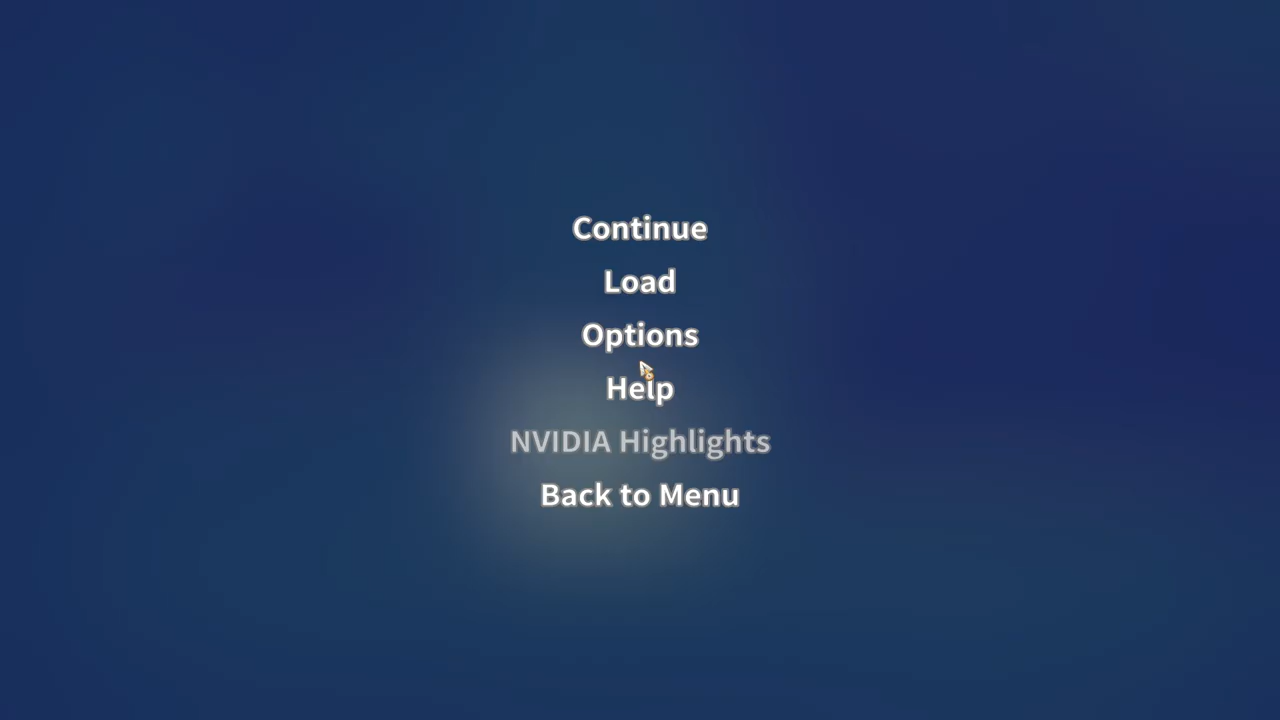 Continue
Load
Options
Help
NVIDIA Highlights
Back to Menu